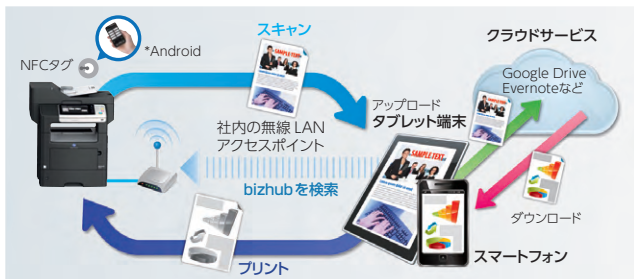 スキャン
クラウドサービス
*Android
NFCタグ
Google Drive
Evernoteなど
アップロード
タブレット端末
社内の無線 LAN
アクセスポイント
SAMPLE TEXT
SAMPLE TEXT
bizhubを検索
ダウンロード
スマートフォン
プリント